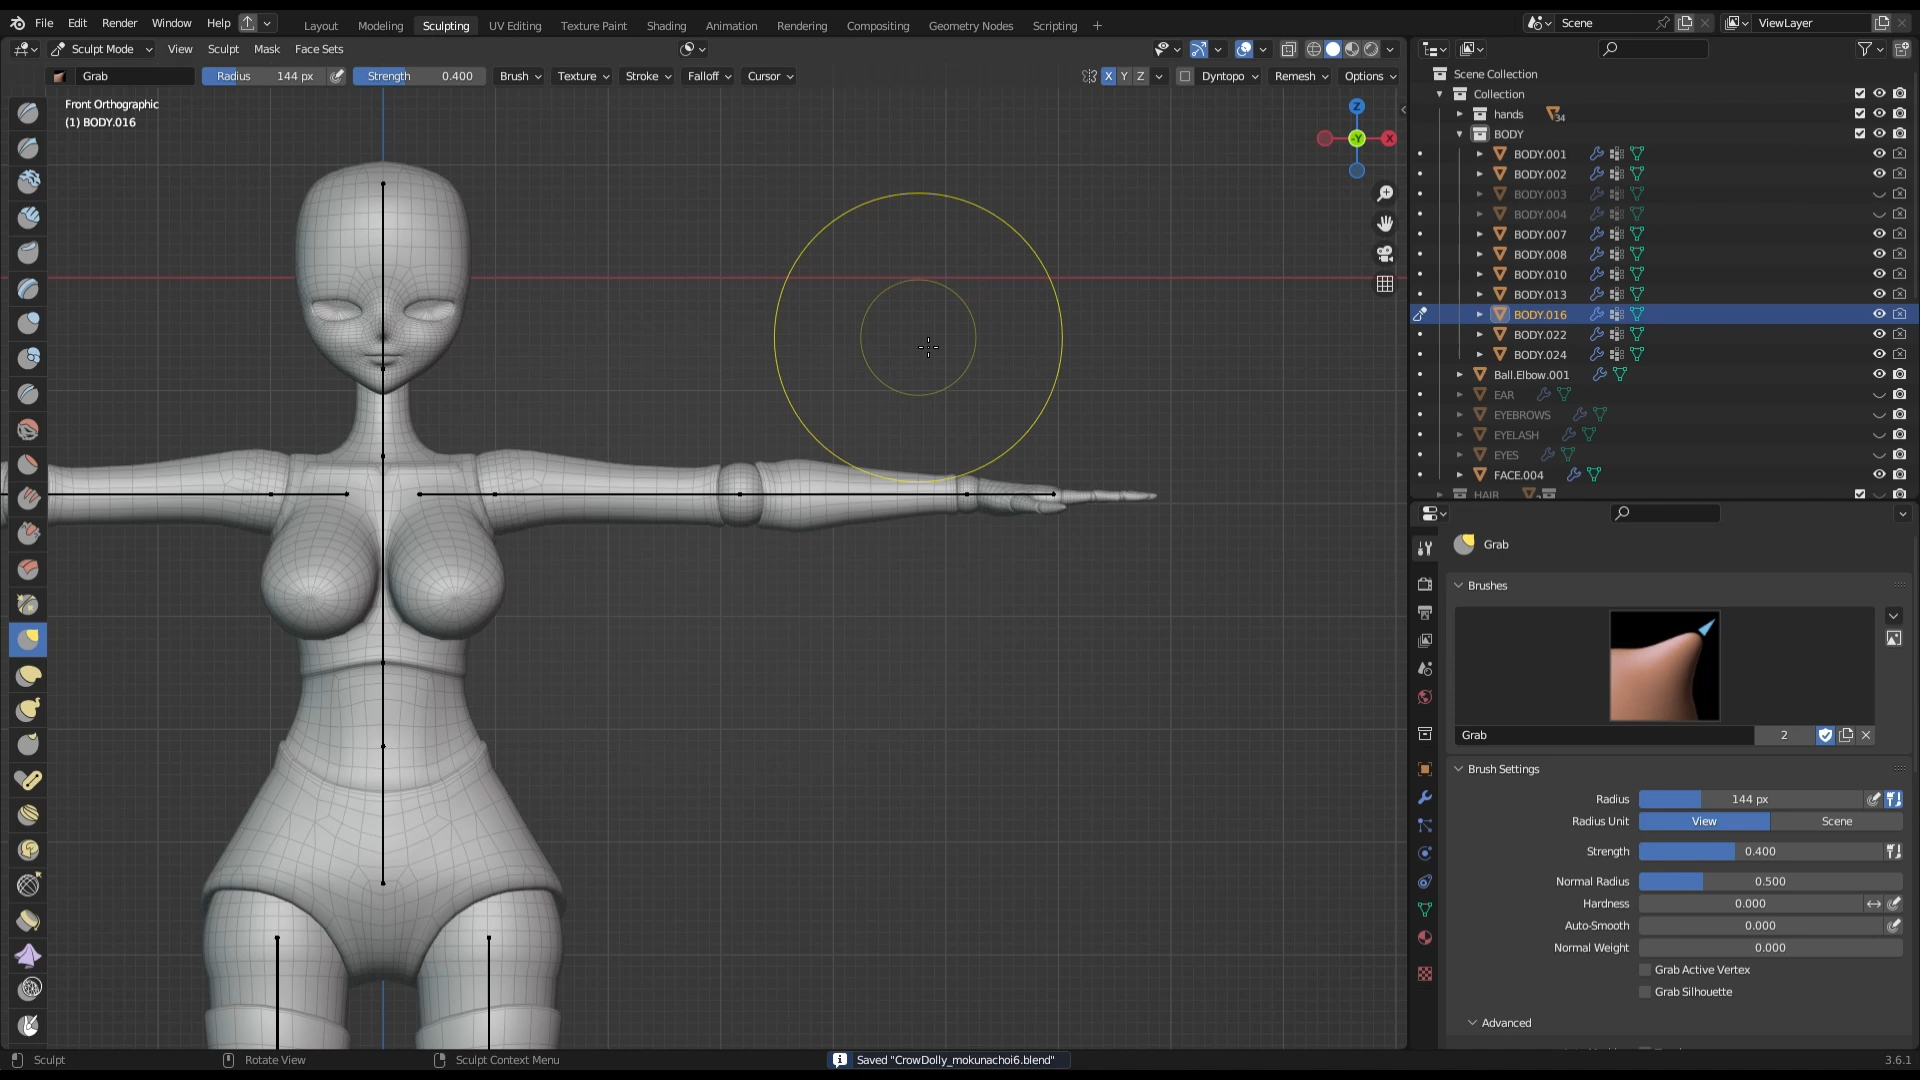 File Edit Render Window Help Layout Modeling Sculpting UV Editing Texture Paint Shading Animation Rendering Compositing Geometry Nodes Scripting + Scene ViewLayer
Sculpt Mode View Sculpt Mask Face Sets
Grab Radius 144 px Strength 0.400 Brush Texture Stroke Falloff Cursor X Y Z Dyntopo Remesh Options
Front Orthographic
(1) BODY.016
Z
-Y X
Scene Collection
Collection
hands 34
BODY
BODY.001
BODY.002
BODY.003
BODY.004
BODY.007
BODY.008
BODY.010
BODY.013
BODY.016
BODY.022
BODY.024
Ball.Elbow.001
EAR
EYEBROWS
EYELASH
EYES
FACE.004
HAIR
Grab
Brushes
Grab 2
Brush Settings
Radius 144 px
Radius Unit View Scene
Strength 0.400
Normal Radius 0.500
Hardness 0.000
Auto-Smooth 0.000
Normal Weight 0.000
Grab Active Vertex
Grab Silhouette
Advanced
Sculpt Rotate View Sculpt Context Menu Saved "CrowDolly_mokunachoi6.blend" 3.6.1